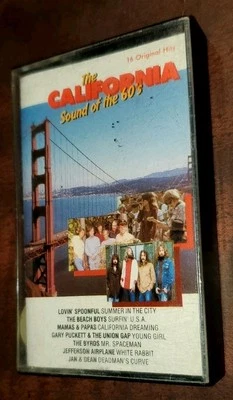 16 Original Hits
The
CALIFORNIA
Sound of the 60's
LOVIN' SPOONFUL SUMMER IN THE CITY
THE BEACH BOYS SURFIN' U.S.A.
MAMAS & PAPAS CALIFORNIA DREAMING
GARY PUCKETT & THE UNION GAP YOUNG GIRL
THE BYRDS MR. SPACEMAN
JEFFERSON AIRPLANE WHITE RABBIT
JAN & DEAN DEADMAN'S CURVE